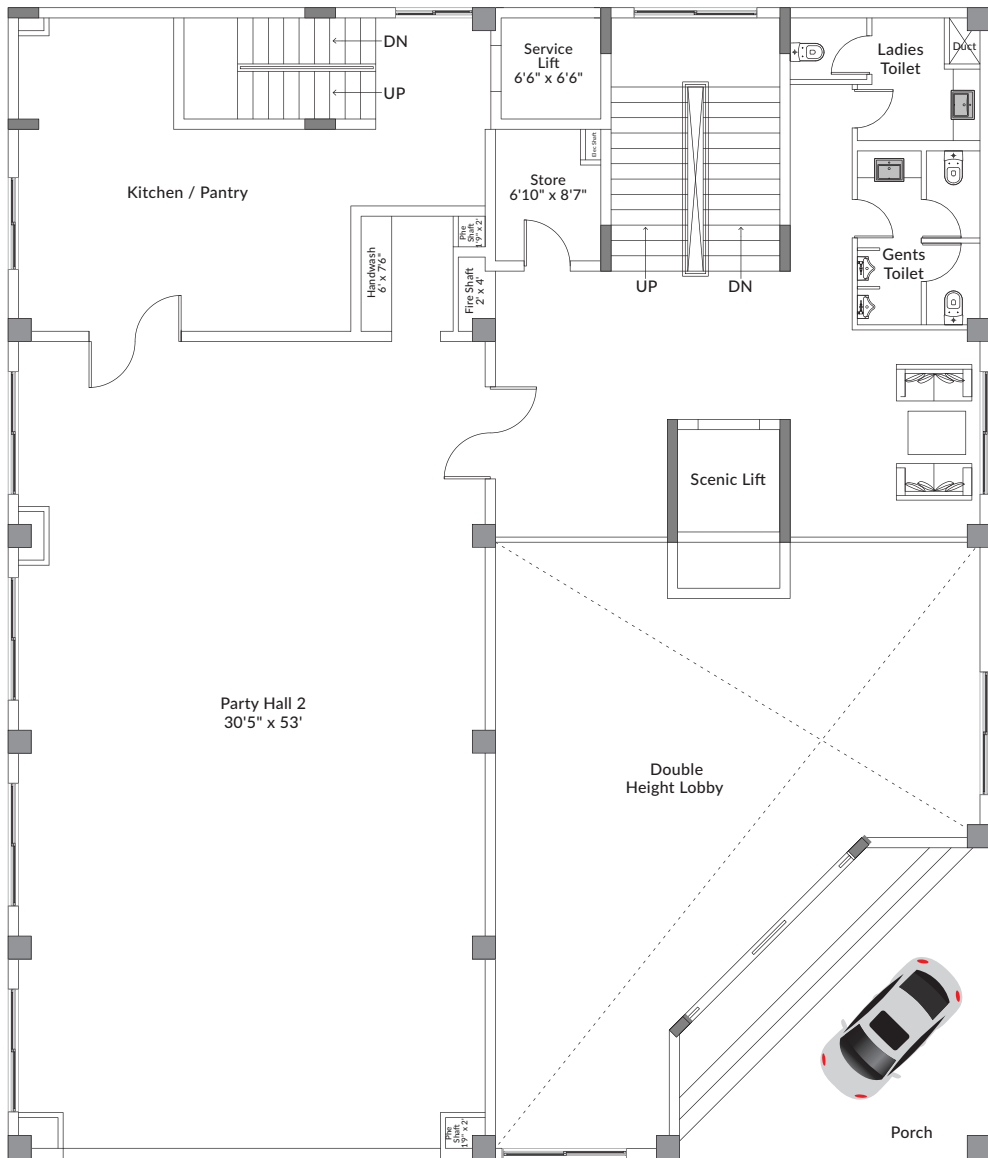 DN
UP
Service
Lift
6'6" x 6'6"
Ladies
Toilet
Duct
Elec Shaft
Kitchen / Pantry
Store
6'10" x 8'7"
Phe
Shaft
1'9" x 2'
Handwash
6' x 7'6"
Fire Shaft
2' x 4'
Gents
Toilet
UP
DN
Scenic Lift
Party Hall 2
30'5" x 53'
Double
Height Lobby
Phe
Shaft
1'9" x 2'
Porch